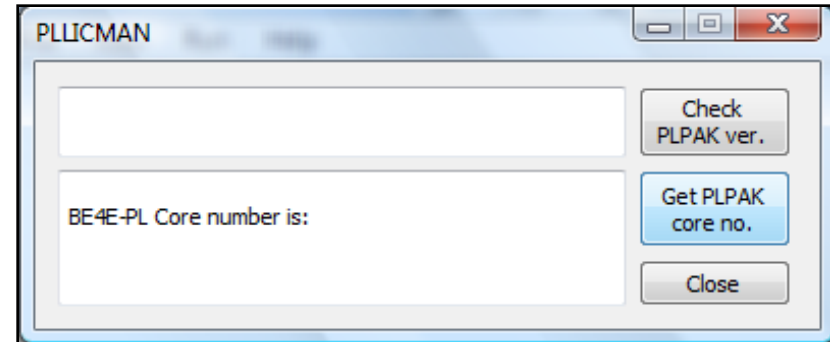 PLLICMAN
Check
PLPAK ver.
BE4E-PL Core number is:
Get PLPAK
core no.
Close